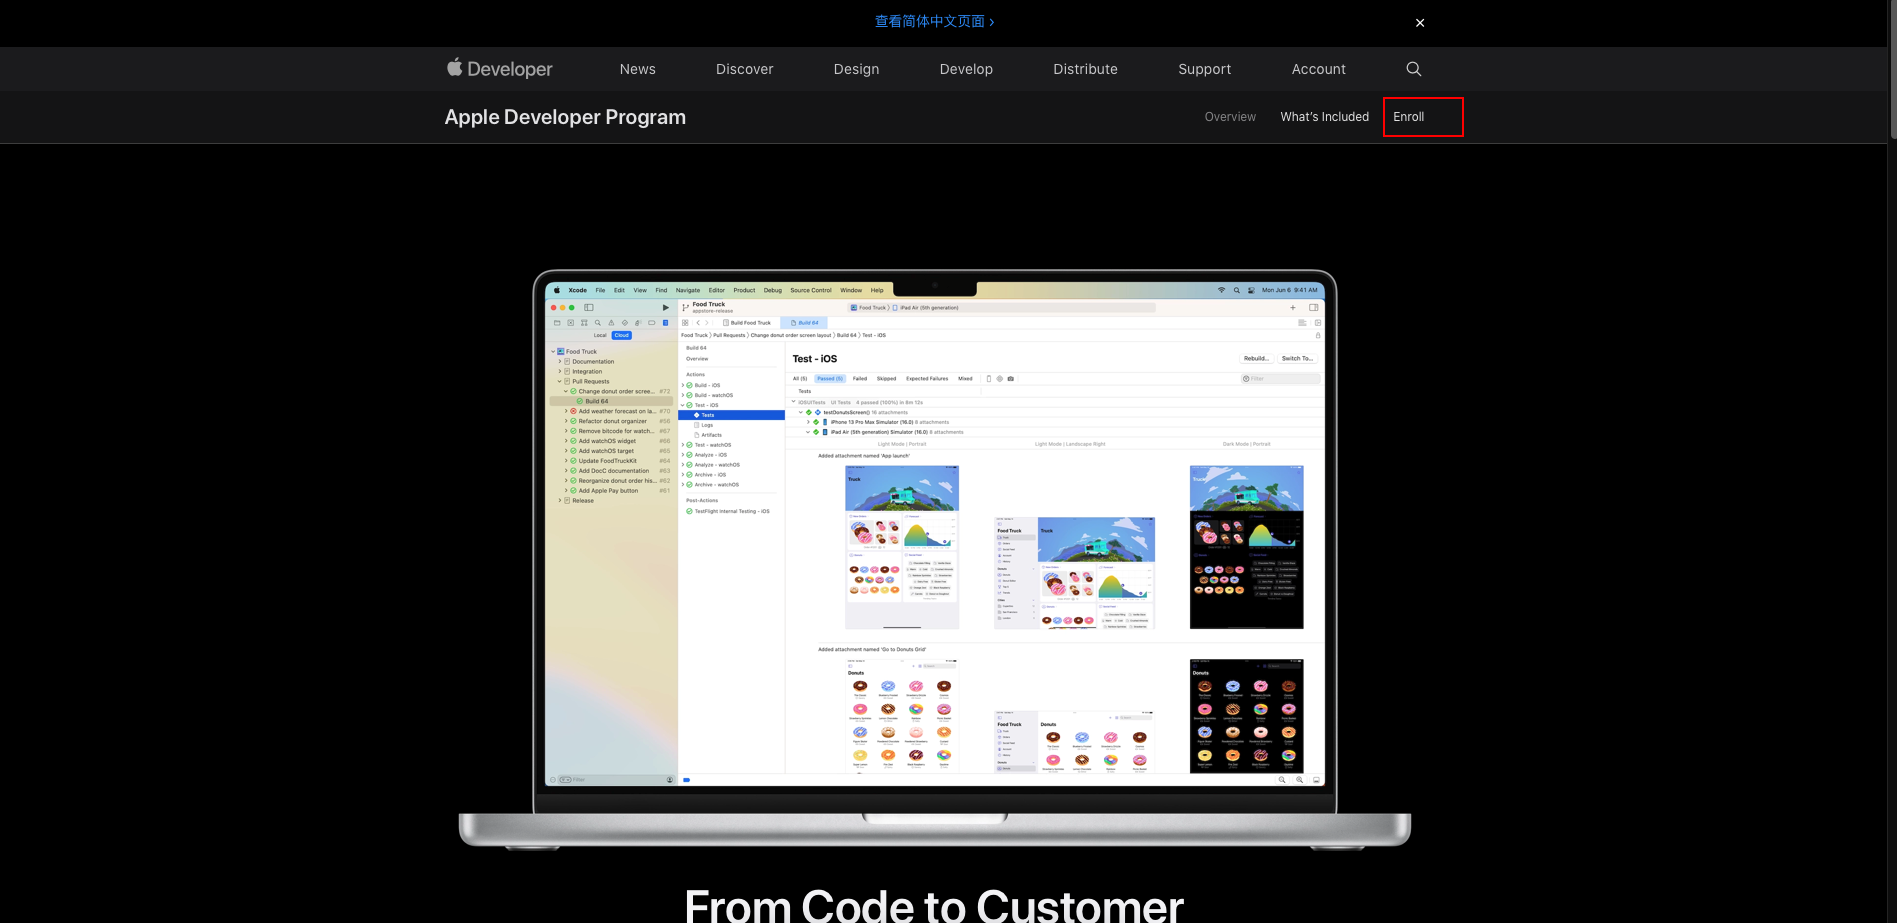 查看简体中文页面 ›
Developer
News
Discover
Design
Develop
Distribute
Support
Account
Apple Developer Program
Overview
What's Included
Enroll
Xcode File Edit View Find Navigate Editor Product Debug Source Control Window Help
Mon Jun 6 9:41 AM
Food Truck
appstore-release
Food Truck
iPad Air (5th generation)
Build Food Truck
Build 64
Local
Cloud
Food Truck
Pull Requests
Change donut order screen layout
Build 64
Test - iOS
Food Truck
Documentation
Integration
Pull Requests
Change donut order scree... #72
Build 64
Add weather forecast on la... #70
Refactor donut organizer #56
Remove bitcode for watch... #67
Add watchOS widget #66
Add watchOS target #65
Update FoodTruckKit #64
Add DocC documentation #63
Reorganize donut order his... #62
Add Apple Pay button #61
Release
Filter
Build 64
Overview
Actions
Build - iOS
Build - watchOS
Test - iOS
Tests
Logs
Artifacts
Test - watchOS
Analyze - iOS
Analyze - watchOS
Archive - iOS
Archive - watchOS
Post-Actions
TestFlight Internal Testing - iOS
Test - iOS
Rebuild...
Switch To...
All (5)
Passed (5)
Failed
Skipped
Expected Failures
Mixed
Filter
Tests
iOSUITests UI Tests 4 passed (100%) in 8m 12s
testDonutsScreen() 18 attachments
iPhone 13 Pro Max Simulator (16.0) 6 attachments
iPad Air (5th generation) Simulator (16.0) 6 attachments
Light Mode | Portrait
Light Mode | Landscape Right
Dark Mode | Portrait
Added attachment named 'App launch'
Truck
Food Truck
Truck
Truck
Added attachment named 'Go to Donuts Grid'
Donuts
Food Truck
Donuts
Donuts
From Code to Customer